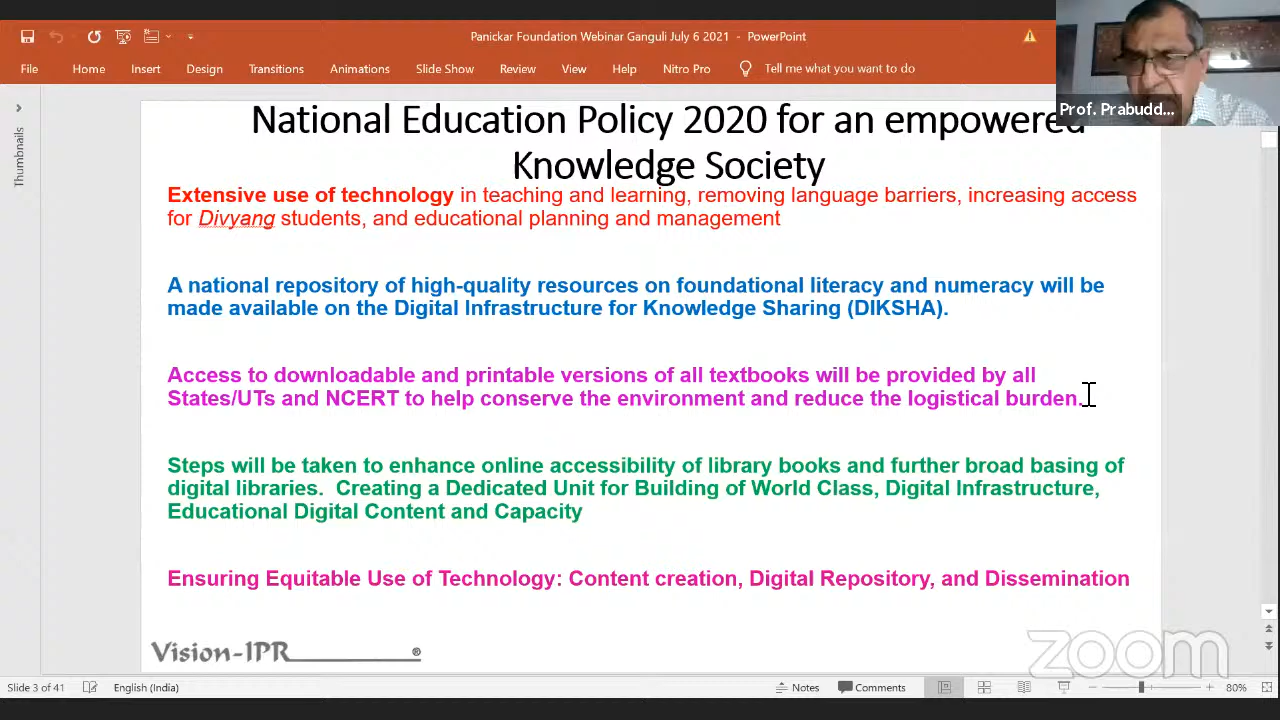 Panickar Foundation Webinar Ganguli July 6 2021 - PowerPoint
File Home Insert Design Transitions Animations Slide Show Review View Help Nitro Pro Tell me what you want to do
Prof. Prabudd...
Thumbnails
National Education Policy 2020 for an empowered
Knowledge Society
Extensive use of technology in teaching and learning, removing language barriers, increasing access
for Divyang students, and educational planning and management
A national repository of high-quality resources on foundational literacy and numeracy will be
made available on the Digital Infrastructure for Knowledge Sharing (DIKSHA).
Access to downloadable and printable versions of all textbooks will be provided by all
States/UTs and NCERT to help conserve the environment and reduce the logistical burden.
Steps will be taken to enhance online accessibility of library books and further broad basing of
digital libraries.  Creating a Dedicated Unit for Building of World Class, Digital Infrastructure,
Educational Digital Content and Capacity
Ensuring Equitable Use of Technology: Content creation, Digital Repository, and Dissemination
Vision-IPR ®
zoom
Slide 3 of 41 English (India) Notes Comments 80%